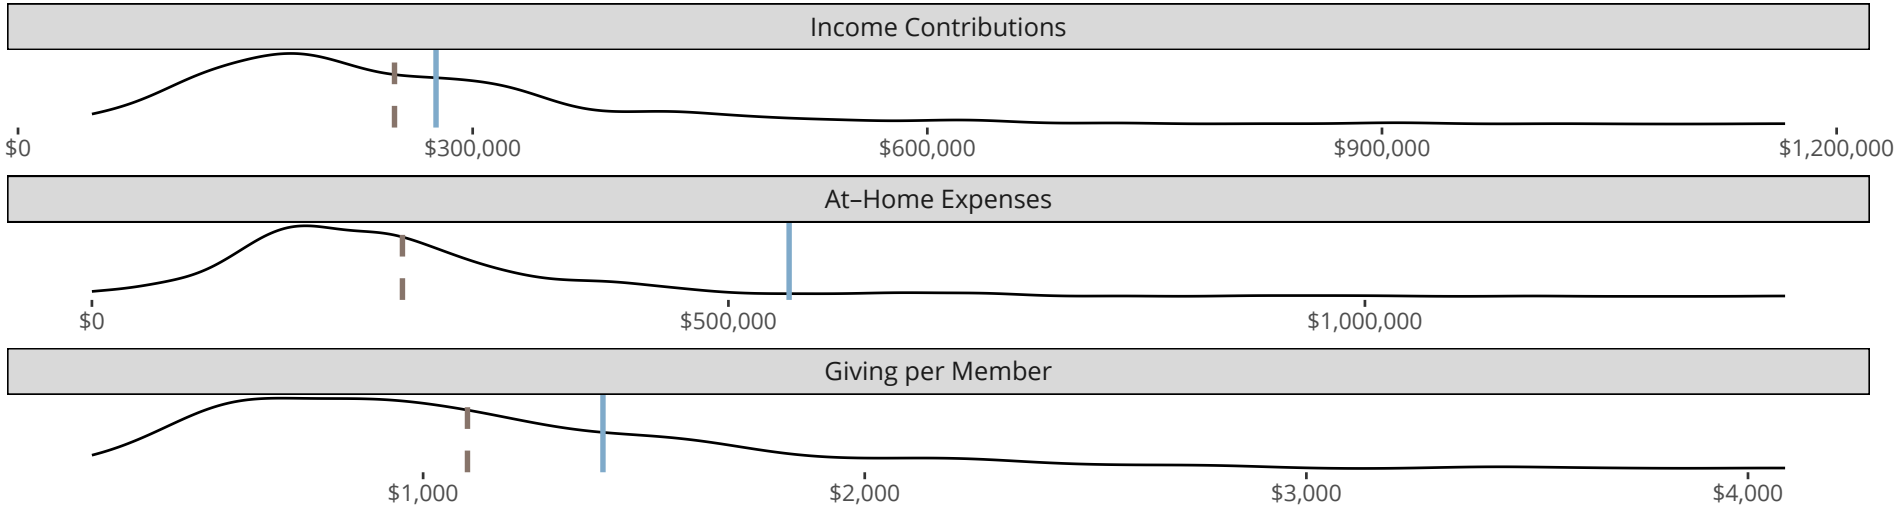 Income Contributions
$0 $300,000 $600,000 $900,000 $1,200,000
At–Home Expenses
$0 $500,000 $1,000,000
Giving per Member
$1,000 $2,000 $3,000 $4,000